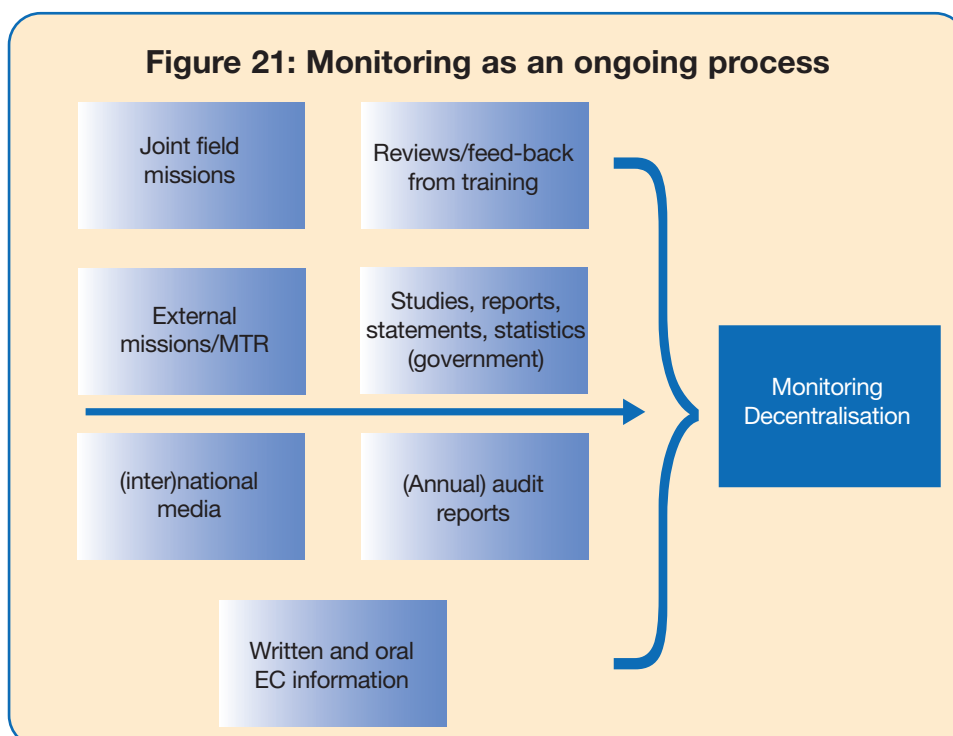 Figure 21: Monitoring as an ongoing process
Joint field
missions
Reviews/feed-back
from training
External
missions/MTR
Studies, reports,
statements, statistics
(government)
Monitoring
Decentralisation
(inter)national
media
(Annual) audit
reports
Written and oral
EC information